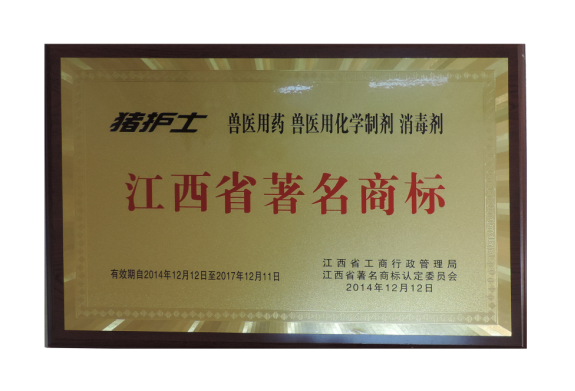 猪护士 兽医用药 兽医用化学制剂 消毒剂
江西省著名商标
有效期自2014年12月12日至2017年12月11日
江西省工商行政管理局
江西省著名商标认定委员会
2014年12月12日